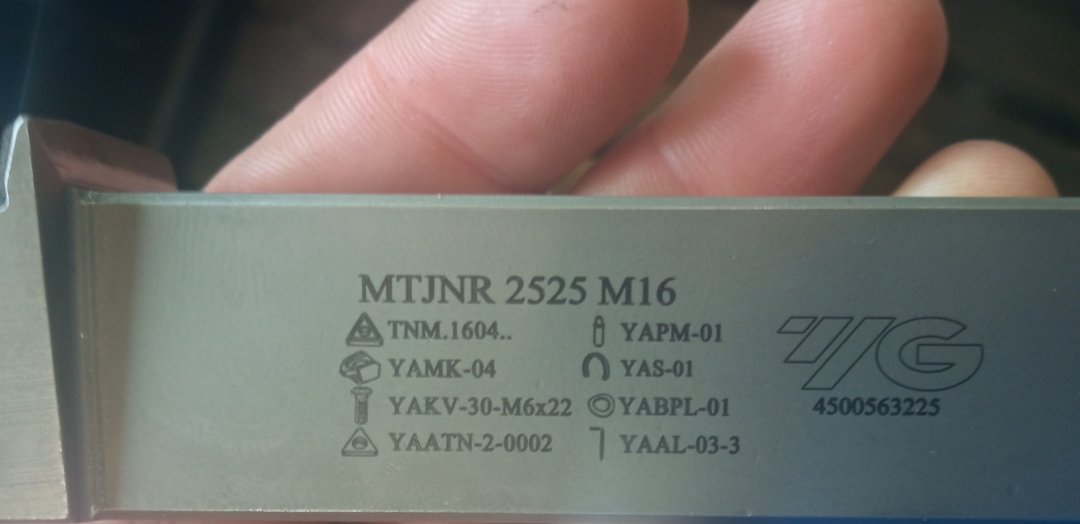 MTJNR 2525 M16
TNM.1604.. YAPM-01
YAMK-04 YAS-01
YAKV-30-M6x22 YABPL-01
YAATN-2-0002 YAAL-03-3
YG
4500563225